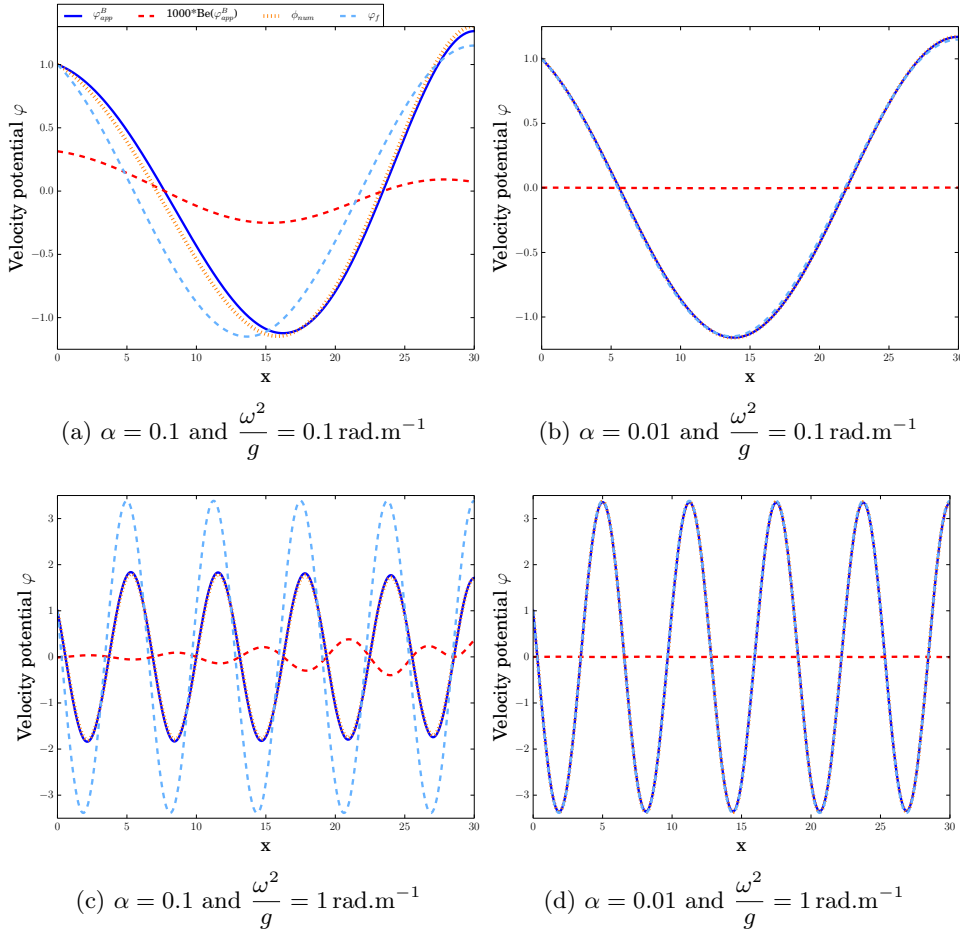 φ_app^B 1000*Be(φ_app^B) ϕ_num φ_f
Velocity potential φ
1.0
0.5
0.0
−0.5
−1.0
0 5 10 15 20 25 30
x
Velocity potential φ
1.0
0.5
0.0
−0.5
−1.0
0 5 10 15 20 25 30
x
(a) α = 0.1 and ω²/g = 0.1 rad.m⁻¹
(b) α = 0.01 and ω²/g = 0.1 rad.m⁻¹
Velocity potential φ
3
2
1
0
−1
−2
−3
0 5 10 15 20 25 30
x
Velocity potential φ
3
2
1
0
−1
−2
−3
0 5 10 15 20 25 30
x
(c) α = 0.1 and ω²/g = 1 rad.m⁻¹
(d) α = 0.01 and ω²/g = 1 rad.m⁻¹